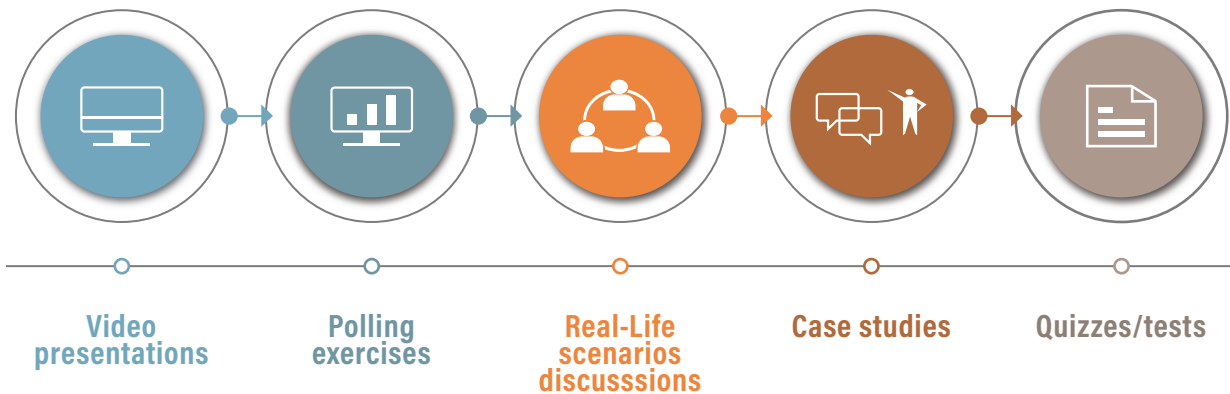 Video
presentations
Polling
exercises
Real-Life
scenarios
discusssions
Case studies
Quizzes/tests